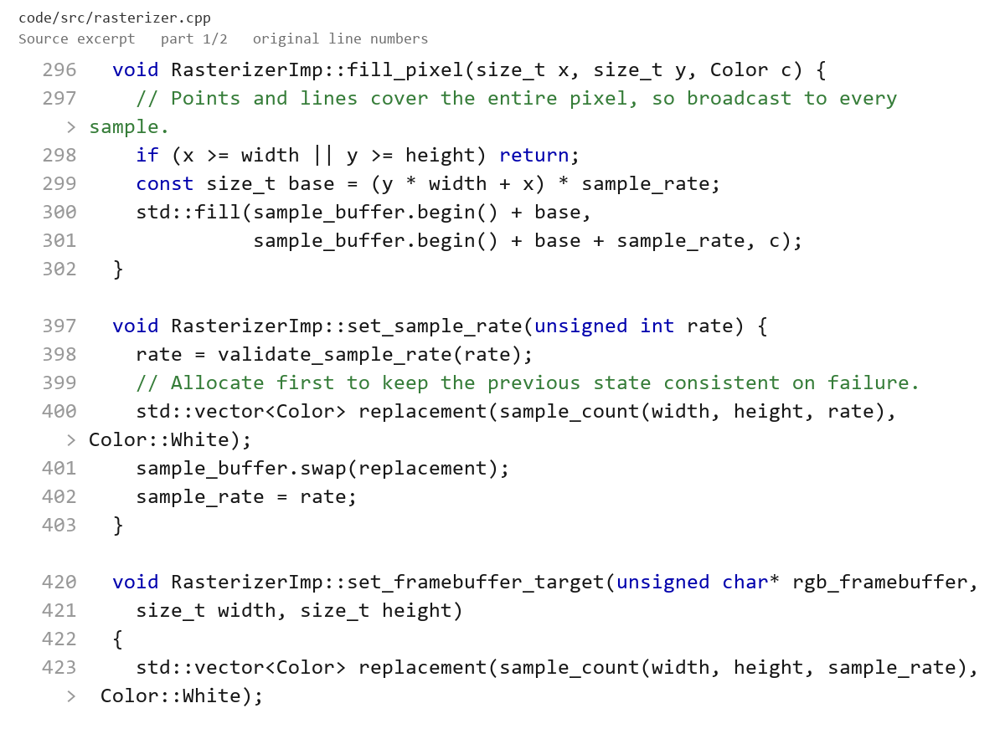 code/src/rasterizer.cpp
Source excerpt   part 1/2   original line numbers
296   void RasterizerImp::fill_pixel(size_t x, size_t y, Color c) {
297     // Points and lines cover the entire pixel, so broadcast to every
  > sample.
298     if (x >= width || y >= height) return;
299     const size_t base = (y * width + x) * sample_rate;
300     std::fill(sample_buffer.begin() + base,
301               sample_buffer.begin() + base + sample_rate, c);
302   }
397   void RasterizerImp::set_sample_rate(unsigned int rate) {
398     rate = validate_sample_rate(rate);
399     // Allocate first to keep the previous state consistent on failure.
400     std::vector<Color> replacement(sample_count(width, height, rate),
  > Color::White);
401     sample_buffer.swap(replacement);
402     sample_rate = rate;
403   }
420   void RasterizerImp::set_framebuffer_target(unsigned char* rgb_framebuffer,
421     size_t width, size_t height)
422   {
423     std::vector<Color> replacement(sample_count(width, height, sample_rate),
  >  Color::White);